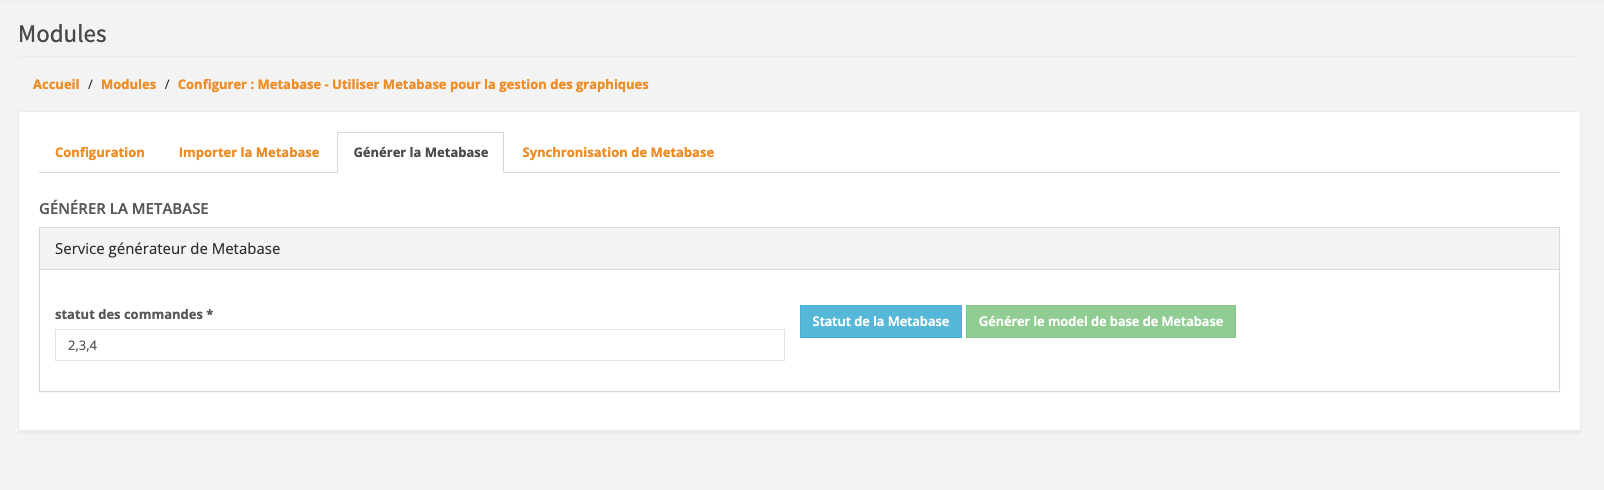 Modules
Accueil / Modules / Configurer : Metabase - Utiliser Metabase pour la gestion des graphiques
Configuration Importer la Metabase Générer la Metabase Synchronisation de Metabase
GÉNÉRER LA METABASE
Service générateur de Metabase
statut des commandes *
2,3,4
Statut de la Metabase Générer le model de base de Metabase